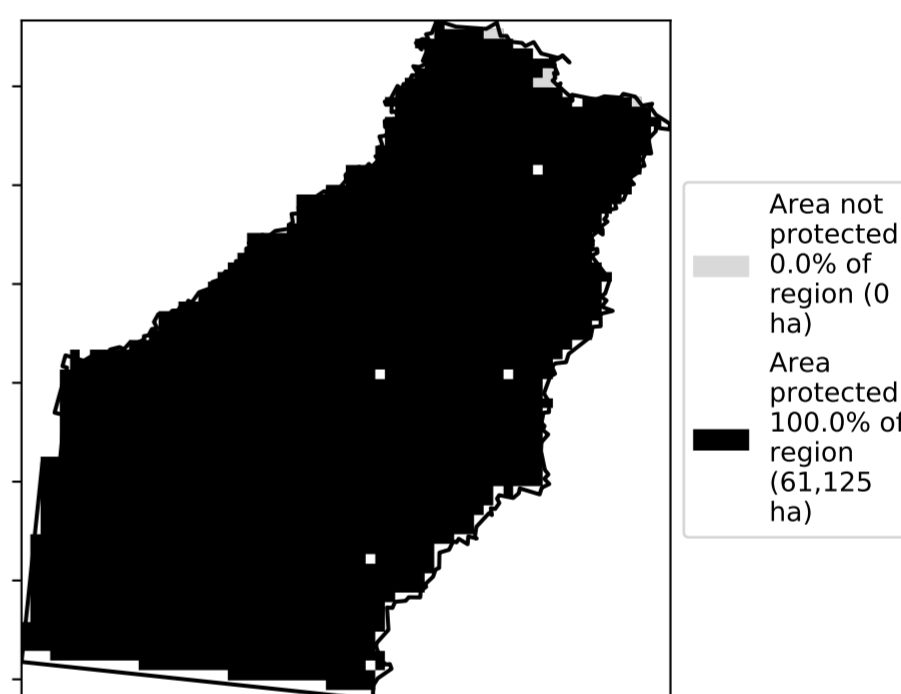 Area not
protected
0.0% of
region (0
ha)
Area
protected
100.0% of
region
(61,125
ha)